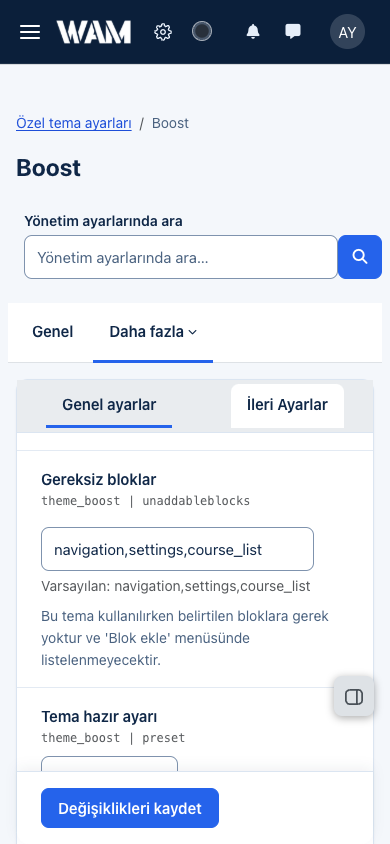 WAM
AY
Özel tema ayarları / Boost
Boost
Yönetim ayarlarında ara
Yönetim ayarlarında ara...
Genel
Daha fazla
Genel ayarlar
İleri Ayarlar
Gereksiz bloklar
theme_boost | unaddableblocks
navigation,settings,course_list
Varsayılan: navigation,settings,course_list
Bu tema kullanılırken belirtilen bloklara gerek
yoktur ve 'Blok ekle' menüsünde
listelenmeyecektir.
Tema hazır ayarı
theme_boost | preset
Değişiklikleri kaydet